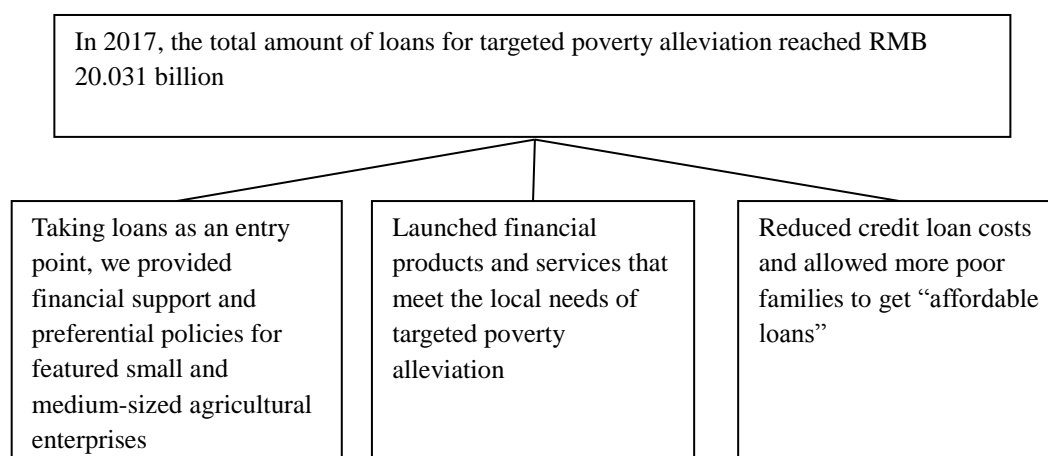 In 2017, the total amount of loans for targeted poverty alleviation reached RMB
20.031 billion
Taking loans as an entry
point, we provided
financial support and
preferential policies for
featured small and
medium-sized agricultural
enterprises
Launched financial
products and services that
meet the local needs of
targeted poverty
alleviation
Reduced credit loan costs
and allowed more poor
families to get “affordable
loans”